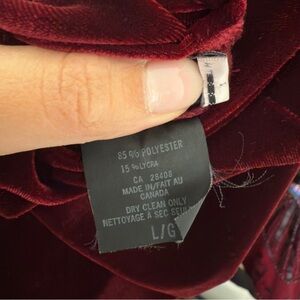 85% POLYESTER
15% LYCRA
CA 28408
MADE IN/FAIT AU
CANADA
DRY CLEAN ONLY
NETTOYAGE A SEC SEUL
L/G